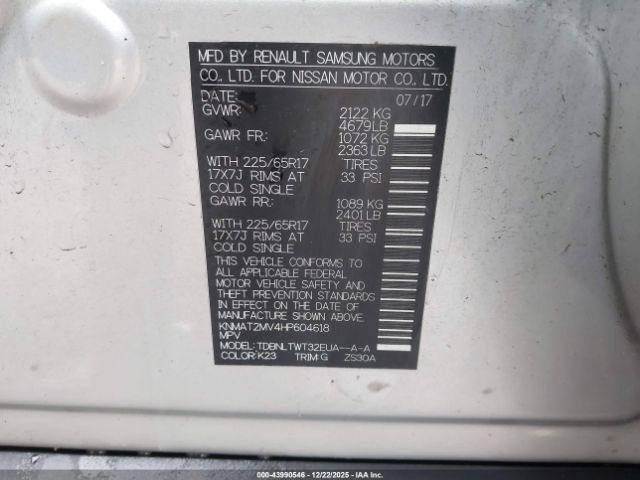 MFD BY RENAULT SAMSUNG MOTORS
CO., LTD. FOR NISSAN MOTOR CO., LTD.
DATE: 07/17
GVWR: 2122 KG
4679 LB
GAWR FR: 1072 KG
2363 LB
WITH 225/65R17 TIRES
17X7J RIMS AT 33 PSI
COLD SINGLE
GAWR RR: 1089 KG
2401 LB
WITH 225/65R17 TIRES
17X7J RIMS AT 33 PSI
COLD SINGLE
THIS VEHICLE CONFORMS TO
ALL APPLICABLE FEDERAL
MOTOR VEHICLE SAFETY AND
THEFT PREVENTION STANDARDS
IN EFFECT ON THE DATE OF
MANUFACTURE SHOWN ABOVE.
KNMAT2MV4HP604618
MPV
MODEL: TDBNLTWT32EUA--A-A
COLOR: K23 TRIM: G ZS30A
000-43990546 - 12/22/2025 - COPYRIGHT IAA, LLC.